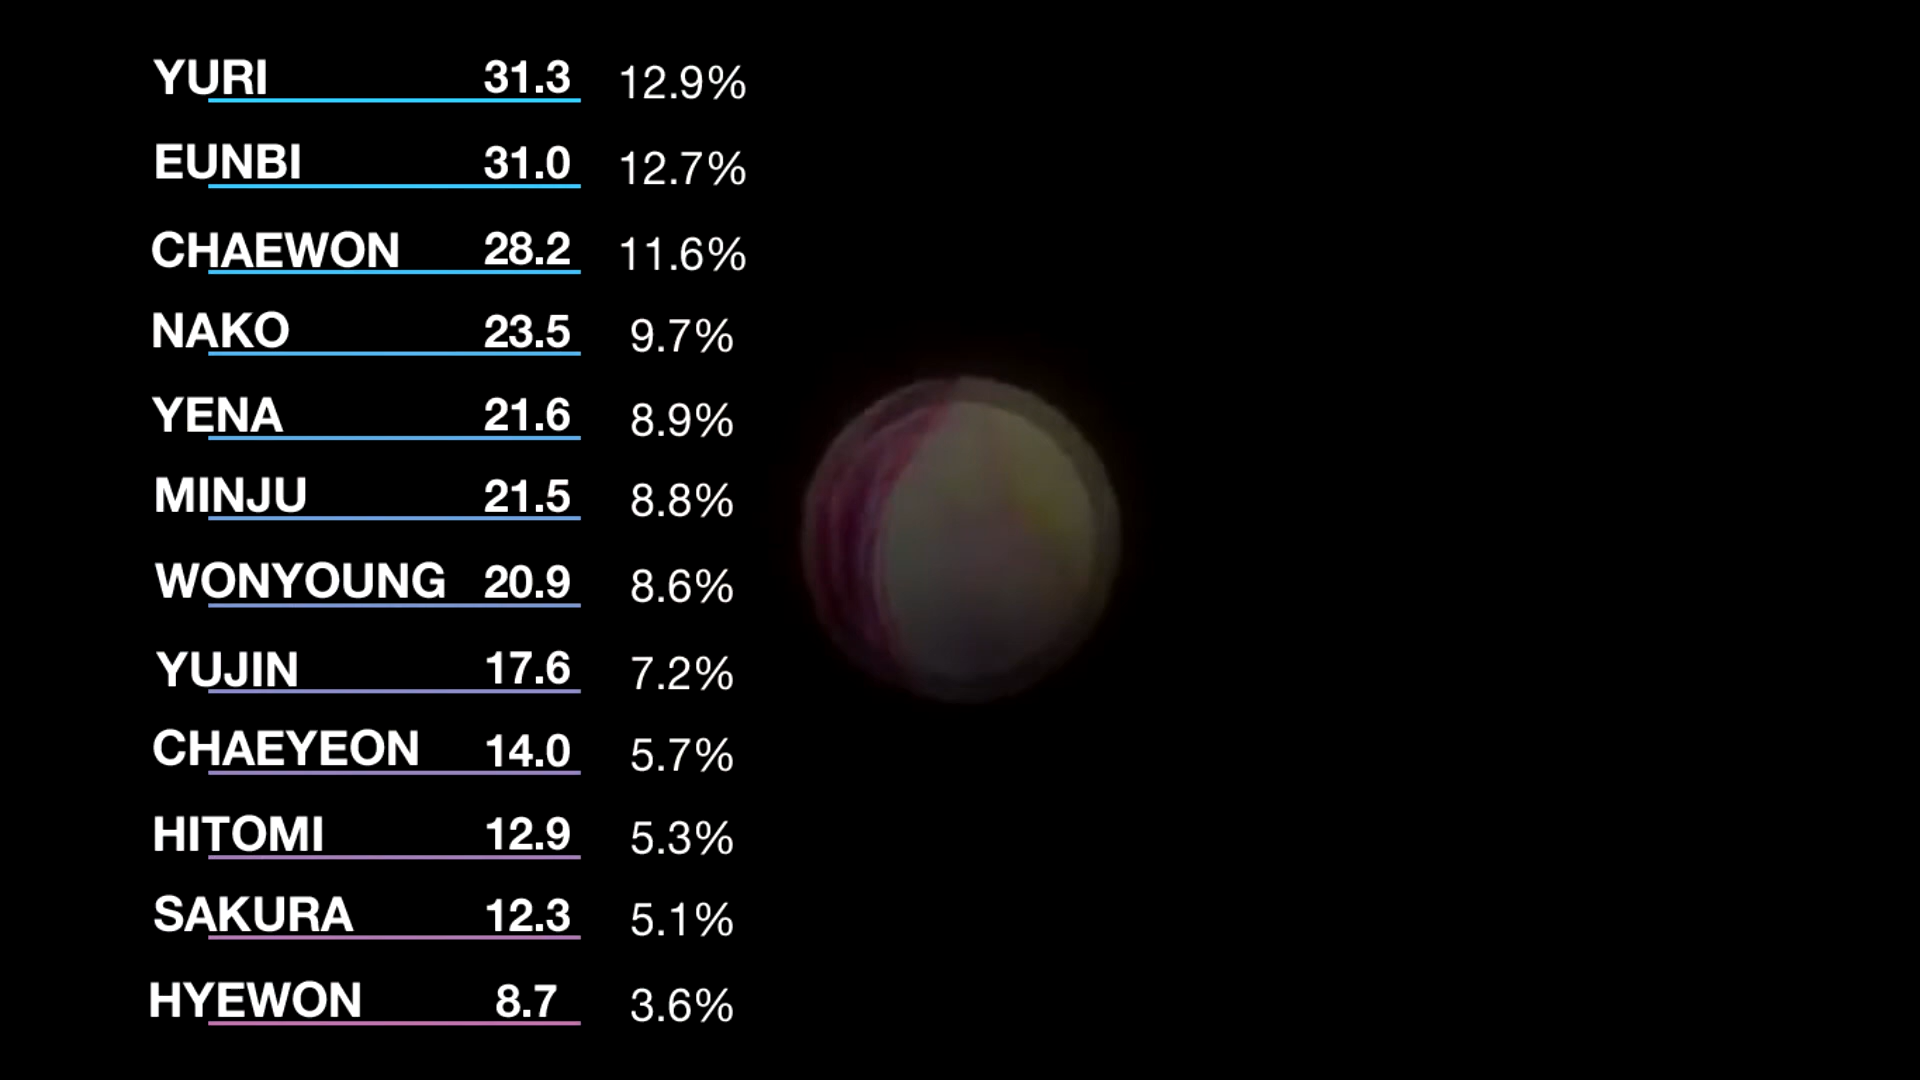 YURI 31.3 12.9%
EUNBI 31.0 12.7%
CHAEWON 28.2 11.6%
NAKO 23.5 9.7%
YENA 21.6 8.9%
MINJU 21.5 8.8%
WONYOUNG 20.9 8.6%
YUJIN 17.6 7.2%
CHAEYEON 14.0 5.7%
HITOMI 12.9 5.3%
SAKURA 12.3 5.1%
HYEWON 8.7 3.6%